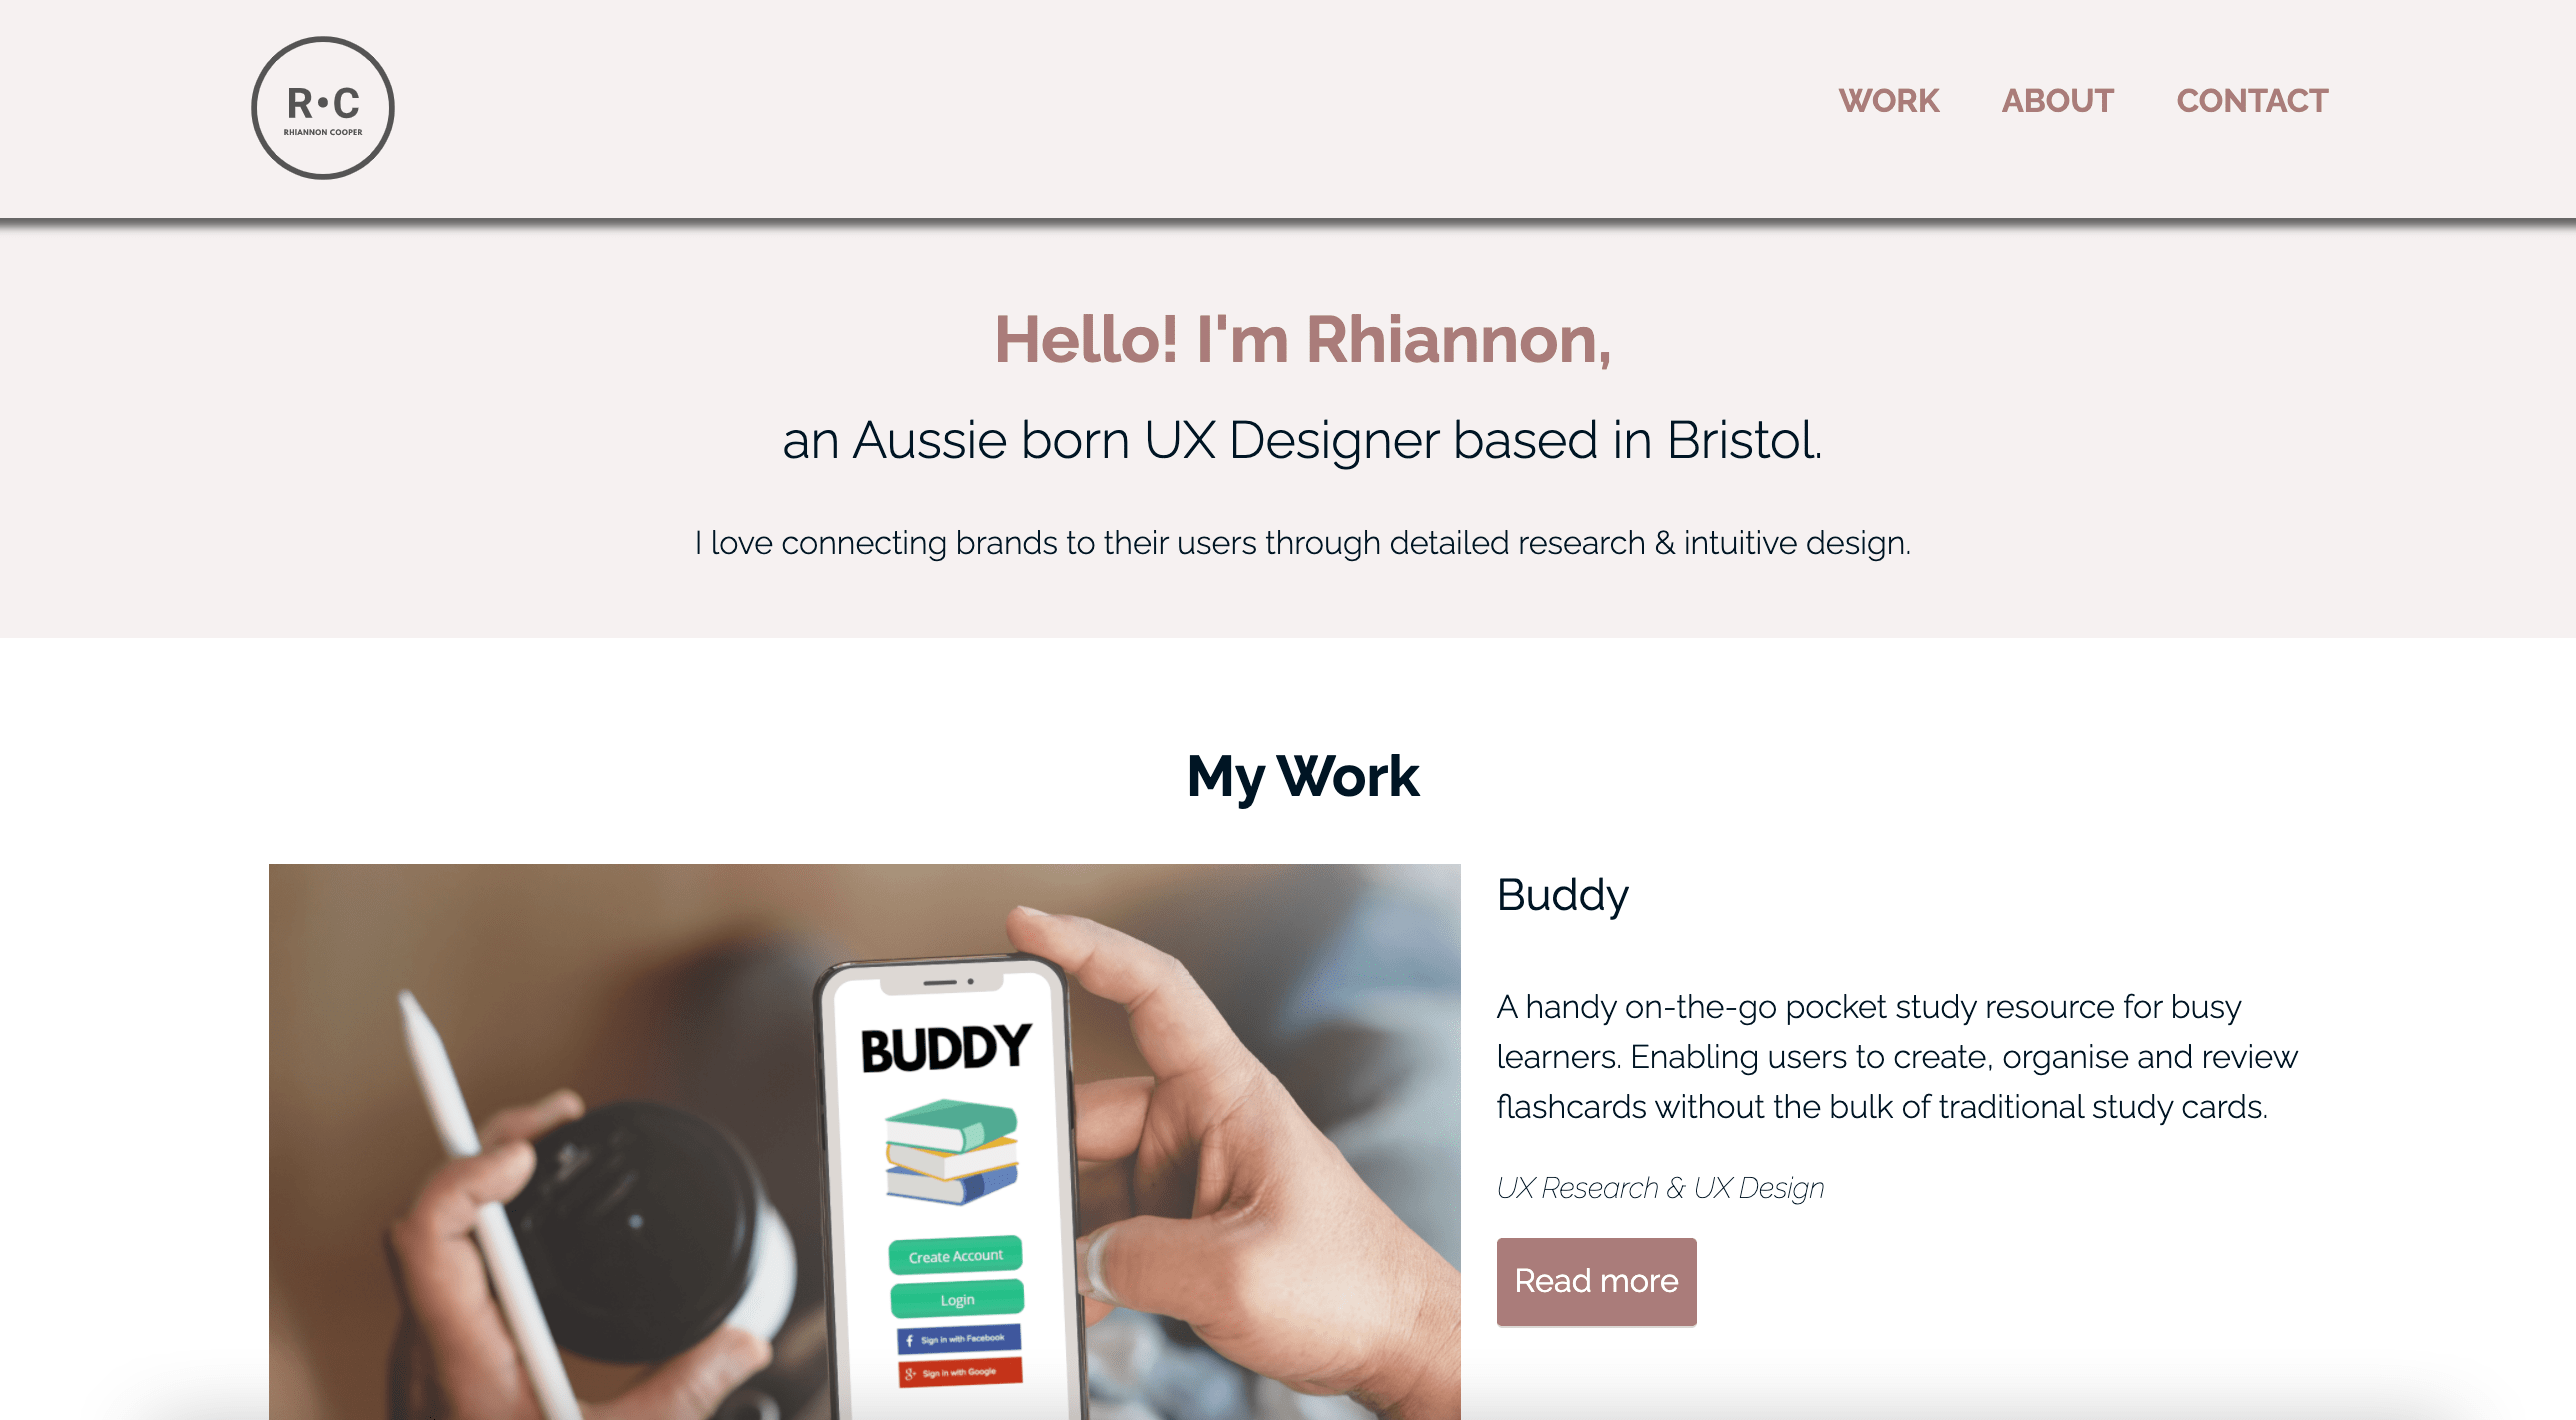 R•C
RHIANNON COOPER
WORK ABOUT CONTACT
Hello! I'm Rhiannon,
an Aussie born UX Designer based in Bristol.
I love connecting brands to their users through detailed research & intuitive design.
My Work
BUDDY
Create Account
Login
f Sign in with Facebook
g+ Sign in with Google
Buddy
A handy on-the-go pocket study resource for busy
learners. Enabling users to create, organise and review
flashcards without the bulk of traditional study cards.
UX Research & UX Design
Read more